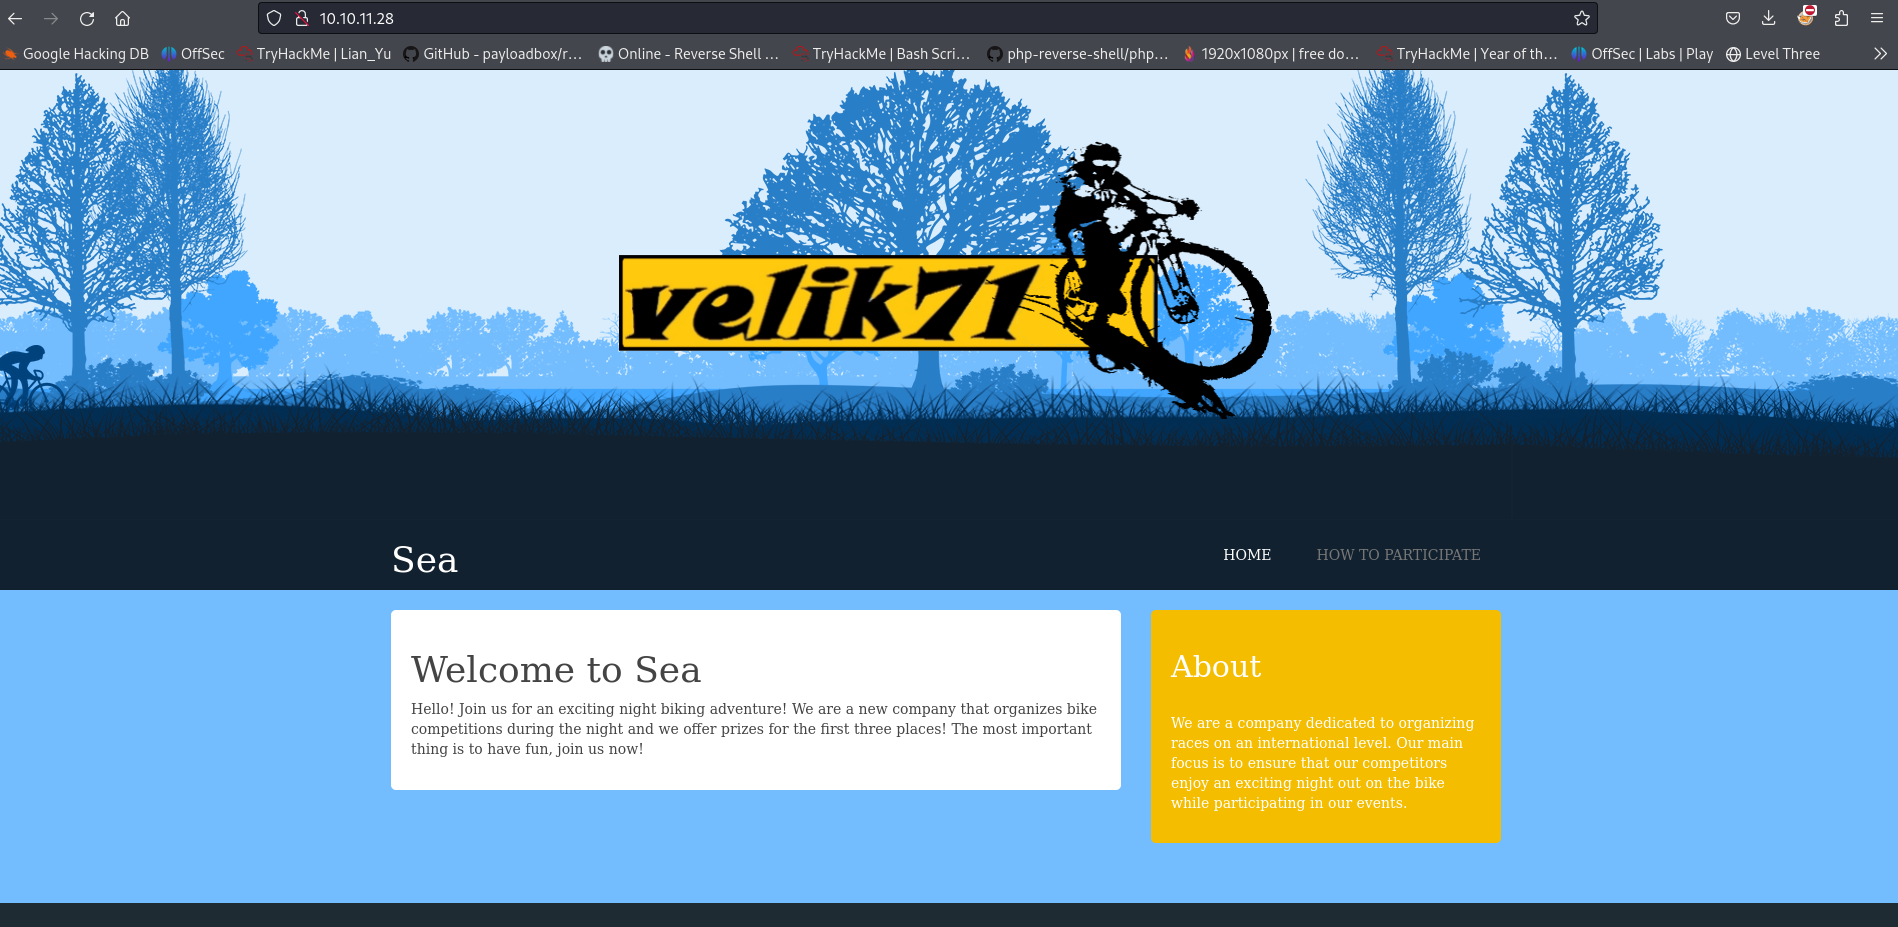 10.10.11.28
Google Hacking DB OffSec TryHackMe | Lian_Yu GitHub - payloadbox/r… Online - Reverse Shell … TryHackMe | Bash Scri… php-reverse-shell/php… 1920x1080px | free do… TryHackMe | Year of th… OffSec | Labs | Play Level Three
velik71
Sea HOME HOW TO PARTICIPATE
Welcome to Sea
Hello! Join us for an exciting night biking adventure! We are a new company that organizes bike
competitions during the night and we offer prizes for the first three places! The most important
thing is to have fun, join us now!
About
We are a company dedicated to organizing
races on an international level. Our main
focus is to ensure that our competitors
enjoy an exciting night out on the bike
while participating in our events.